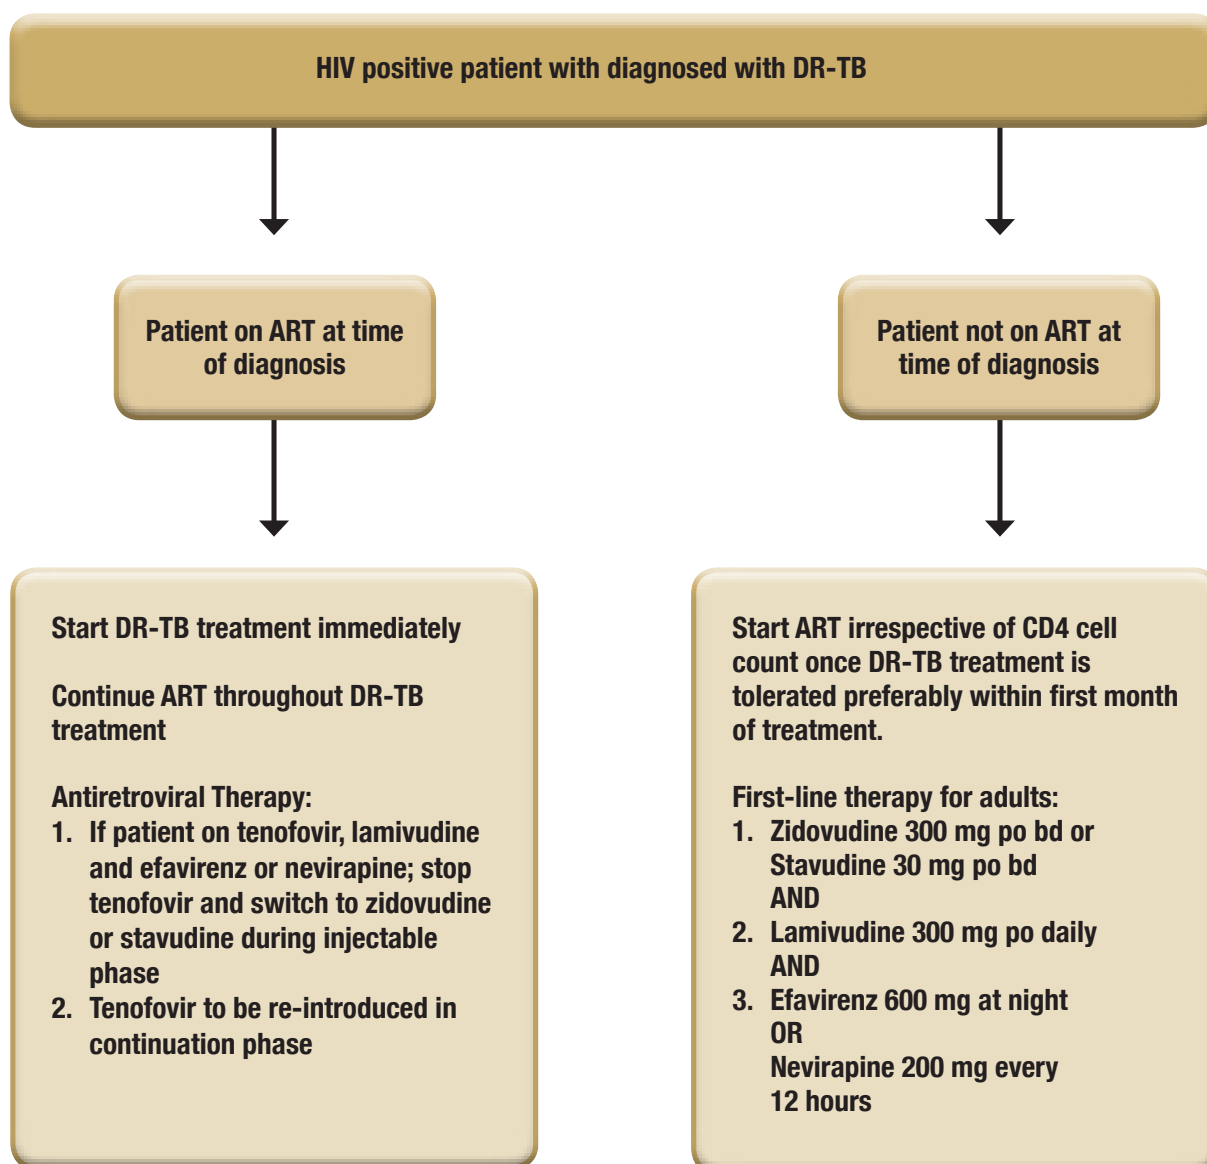 HIV positive patient with diagnosed with DR-TB
Patient on ART at time
of diagnosis
Patient not on ART at
time of diagnosis
Start DR-TB treatment immediately
Continue ART throughout DR-TB
treatment
Antiretroviral Therapy:
1. If patient on tenofovir, lamivudine
and efavirenz or nevirapine; stop
tenofovir and switch to zidovudine
or stavudine during injectable
phase
2. Tenofovir to be re-introduced in
continuation phase
Start ART irrespective of CD4 cell
count once DR-TB treatment is
tolerated preferably within first month
of treatment.
First-line therapy for adults:
1. Zidovudine 300 mg po bd or
Stavudine 30 mg po bd
AND
2. Lamivudine 300 mg po daily
AND
3. Efavirenz 600 mg at night
OR
Nevirapine 200 mg every
12 hours